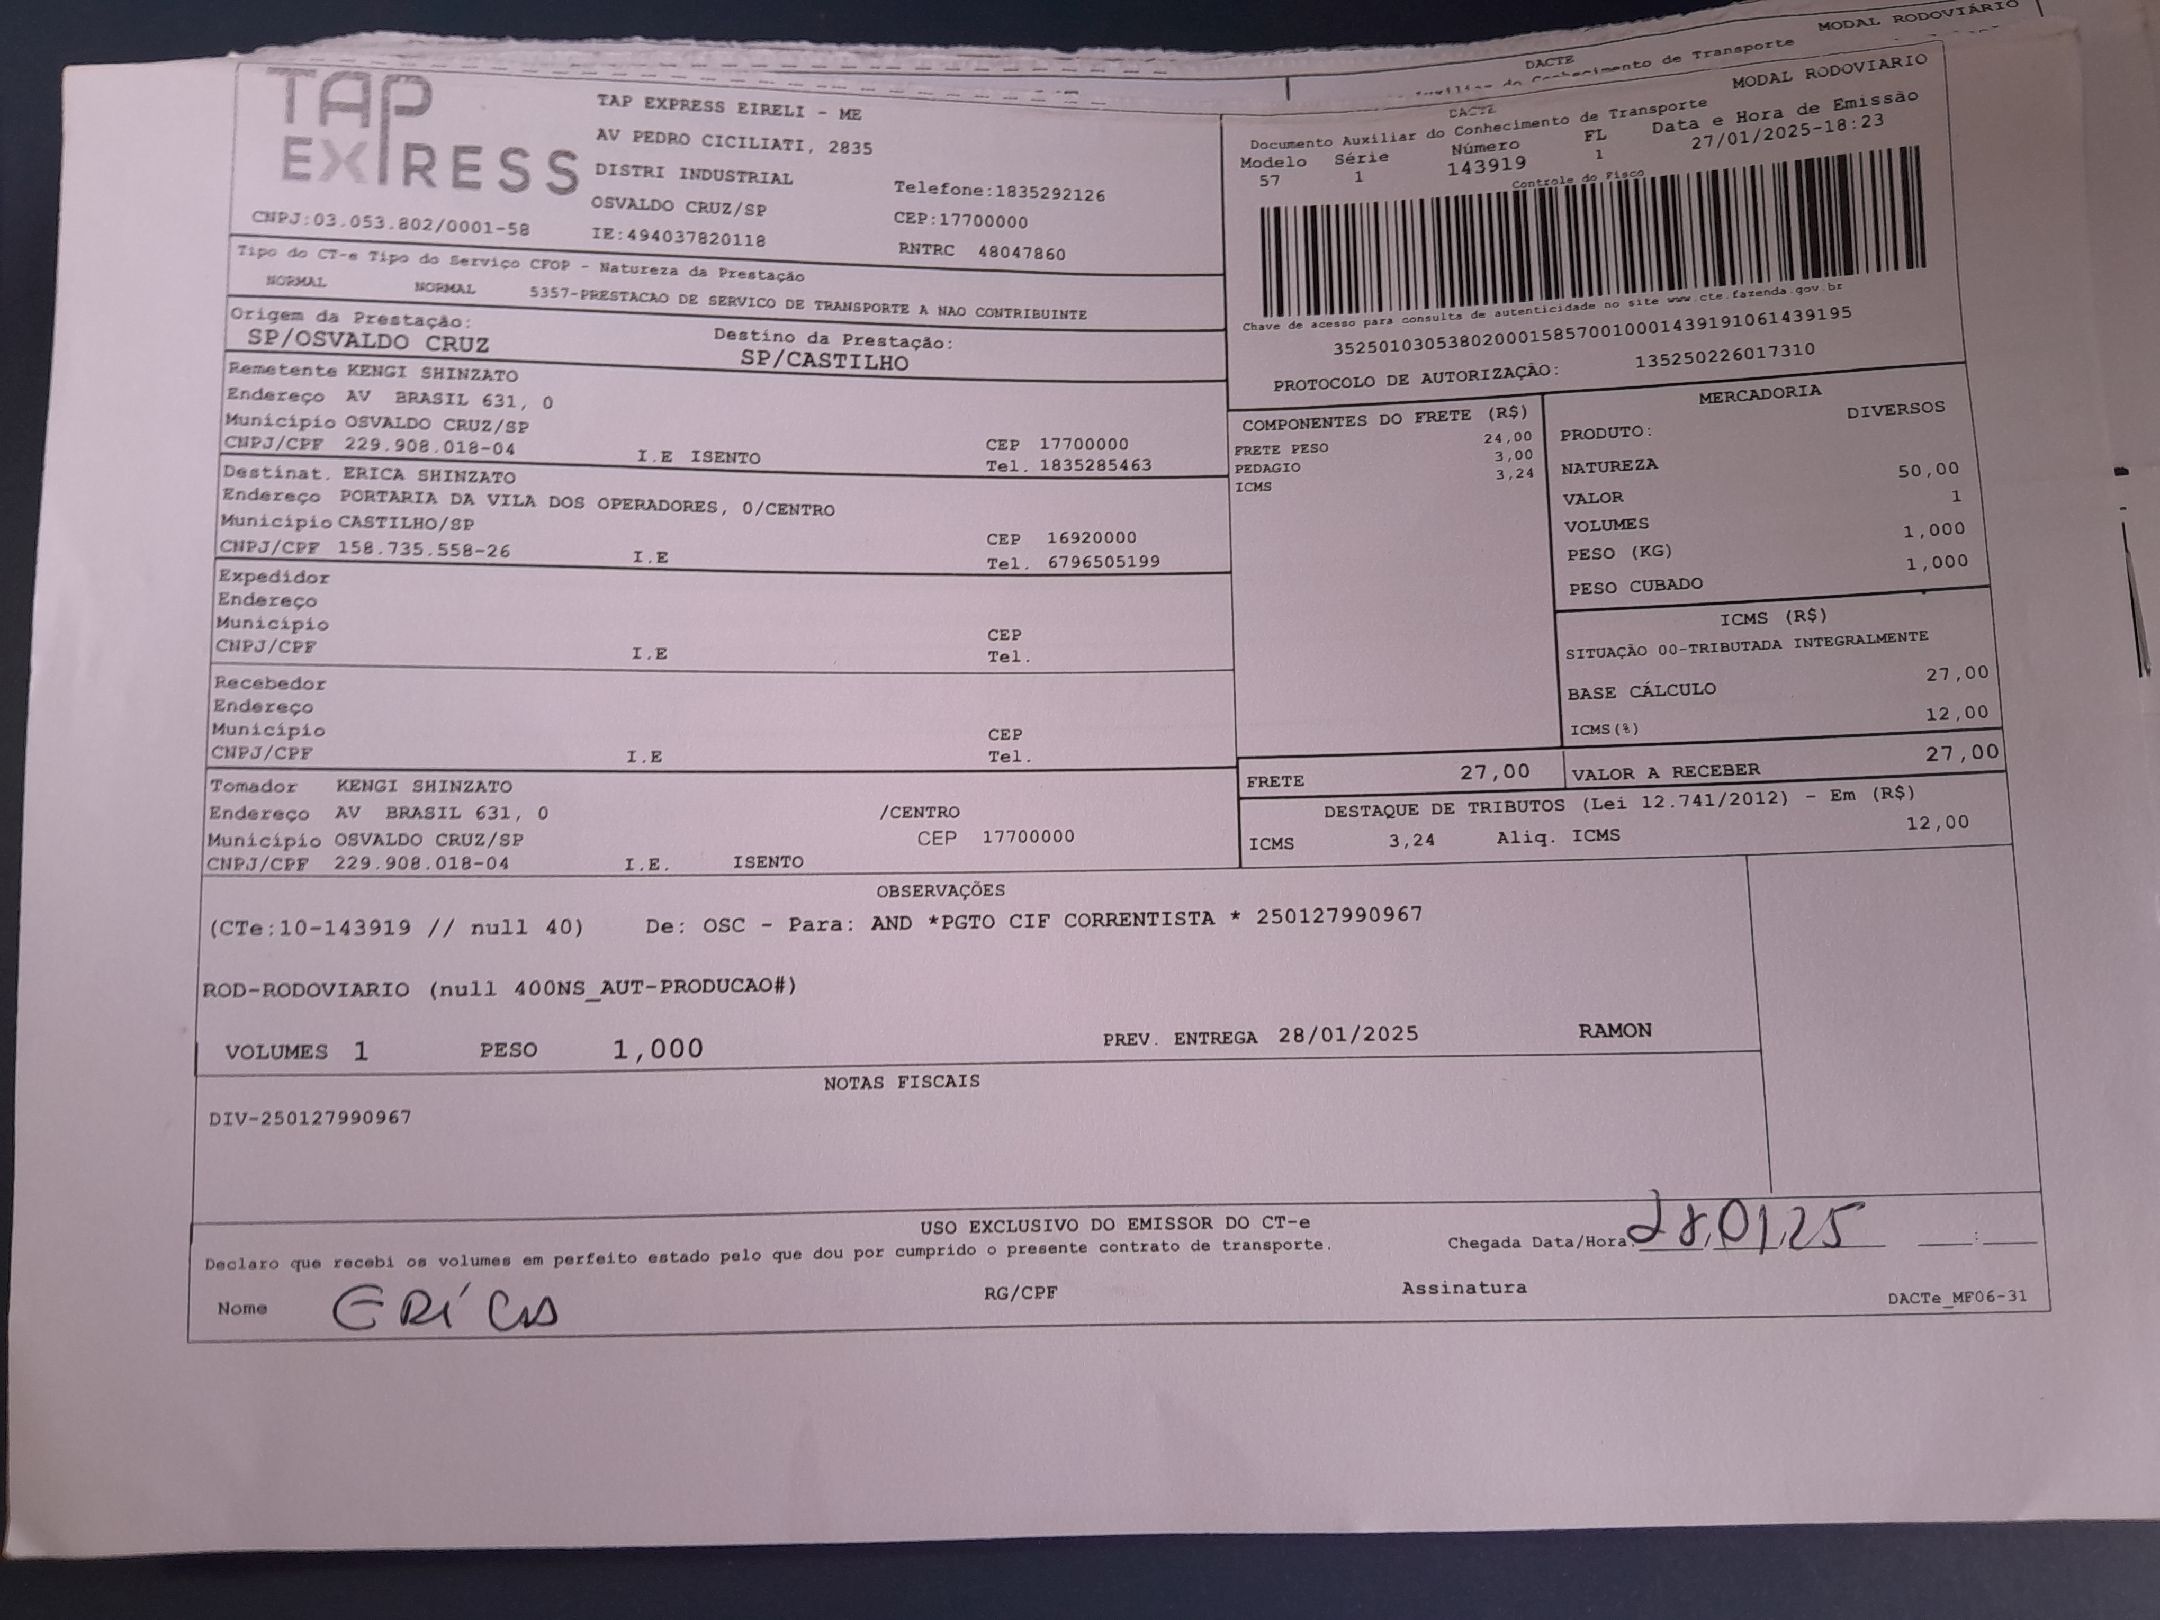 DACTE
MODAL RODOVIÁRIO
Conhecimento de Transporte
TAP
EXPRESS
CNPJ:03.053.802/0001-58
TAP EXPRESS EIRELI - ME
AV PEDRO CICILIATI, 2835
DISTRI INDUSTRIAL
OSVALDO CRUZ/SP
IE:494037820118
Telefone:1835292126
CEP:17700000
RNTRC 48047860
DACTE
MODAL RODOVIARIO
Documento Auxiliar do Conhecimento de Transporte
Modelo Série Número FL Data e Hora de Emissão
57 1 143919 1 27/01/2025-18:23
Controle do Fisco
Chave de acesso para consulta de autenticidade no site www.cte.fazenda.gov.br
35250103053802000158570010001439191061439195
PROTOCOLO DE AUTORIZAÇÃO: 135250226017310
Tipo do CT-e Tipo do Serviço CFOP - Natureza da Prestação
NORMAL NORMAL 5357-PRESTACAO DE SERVICO DE TRANSPORTE A NAO CONTRIBUINTE
Origem da Prestação: Destino da Prestação:
SP/OSVALDO CRUZ SP/CASTILHO
Remetente KENGI SHINZATO
Endereço AV BRASIL 631, 0
Município OSVALDO CRUZ/SP CEP 17700000
CNPJ/CPF 229.908.018-04 I.E ISENTO Tel. 1835285463
Destinat. ERICA SHINZATO
Endereço PORTARIA DA VILA DOS OPERADORES, 0/CENTRO
Município CASTILHO/SP CEP 16920000
CNPJ/CPF 158.735.558-26 I.E Tel. 6796505199
Expedidor
Endereço
Município CEP
CNPJ/CPF I.E Tel.
Recebedor
Endereço
Município CEP
CNPJ/CPF I.E Tel.
Tomador KENGI SHINZATO
Endereço AV BRASIL 631, 0 /CENTRO
Município OSVALDO CRUZ/SP CEP 17700000
CNPJ/CPF 229.908.018-04 I.E. ISENTO
COMPONENTES DO FRETE (R$)
FRETE PESO 24,00
PEDAGIO 3,00
ICMS 3,24
MERCADORIA
PRODUTO: DIVERSOS
NATUREZA
VALOR 50,00
VOLUMES 1
PESO (KG) 1,000
PESO CUBADO 1,000
ICMS (R$)
SITUAÇÃO 00-TRIBUTADA INTEGRALMENTE
BASE CÁLCULO 27,00
ICMS(%) 12,00
FRETE 27,00 VALOR A RECEBER 27,00
DESTAQUE DE TRIBUTOS (Lei 12.741/2012) - Em (R$)
ICMS 3,24 Aliq. ICMS 12,00
OBSERVAÇÕES
(CTe:10-143919 // null 40) De: OSC - Para: AND *PGTO CIF CORRENTISTA * 250127990967
ROD-RODOVIARIO (null 400NS_AUT-PRODUCAO#)
VOLUMES 1 PESO 1,000 PREV. ENTREGA 28/01/2025 RAMON
NOTAS FISCAIS
DIV-250127990967
USO EXCLUSIVO DO EMISSOR DO CT-e
Declaro que recebi os volumes em perfeito estado pelo que dou por cumprido o presente contrato de transporte. Chegada Data/Hora: 28/01/25 :
Nome ERÍCA RG/CPF Assinatura DACTe_MF06-31